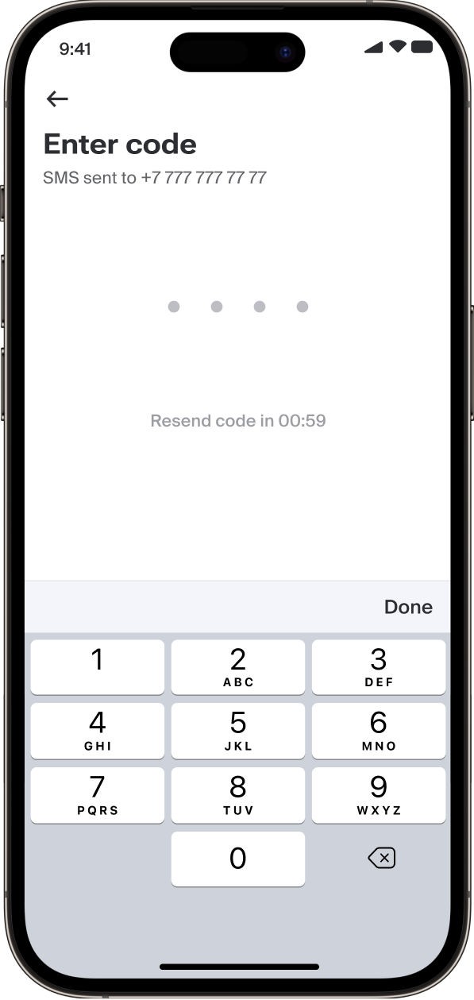 9:41
Enter code
SMS sent to +7 777 777 77 77
Resend code in 00:59
Done
1
2
ABC
3
DEF
4
GHI
5
JKL
6
MNO
7
PQRS
8
TUV
9
WXYZ
0